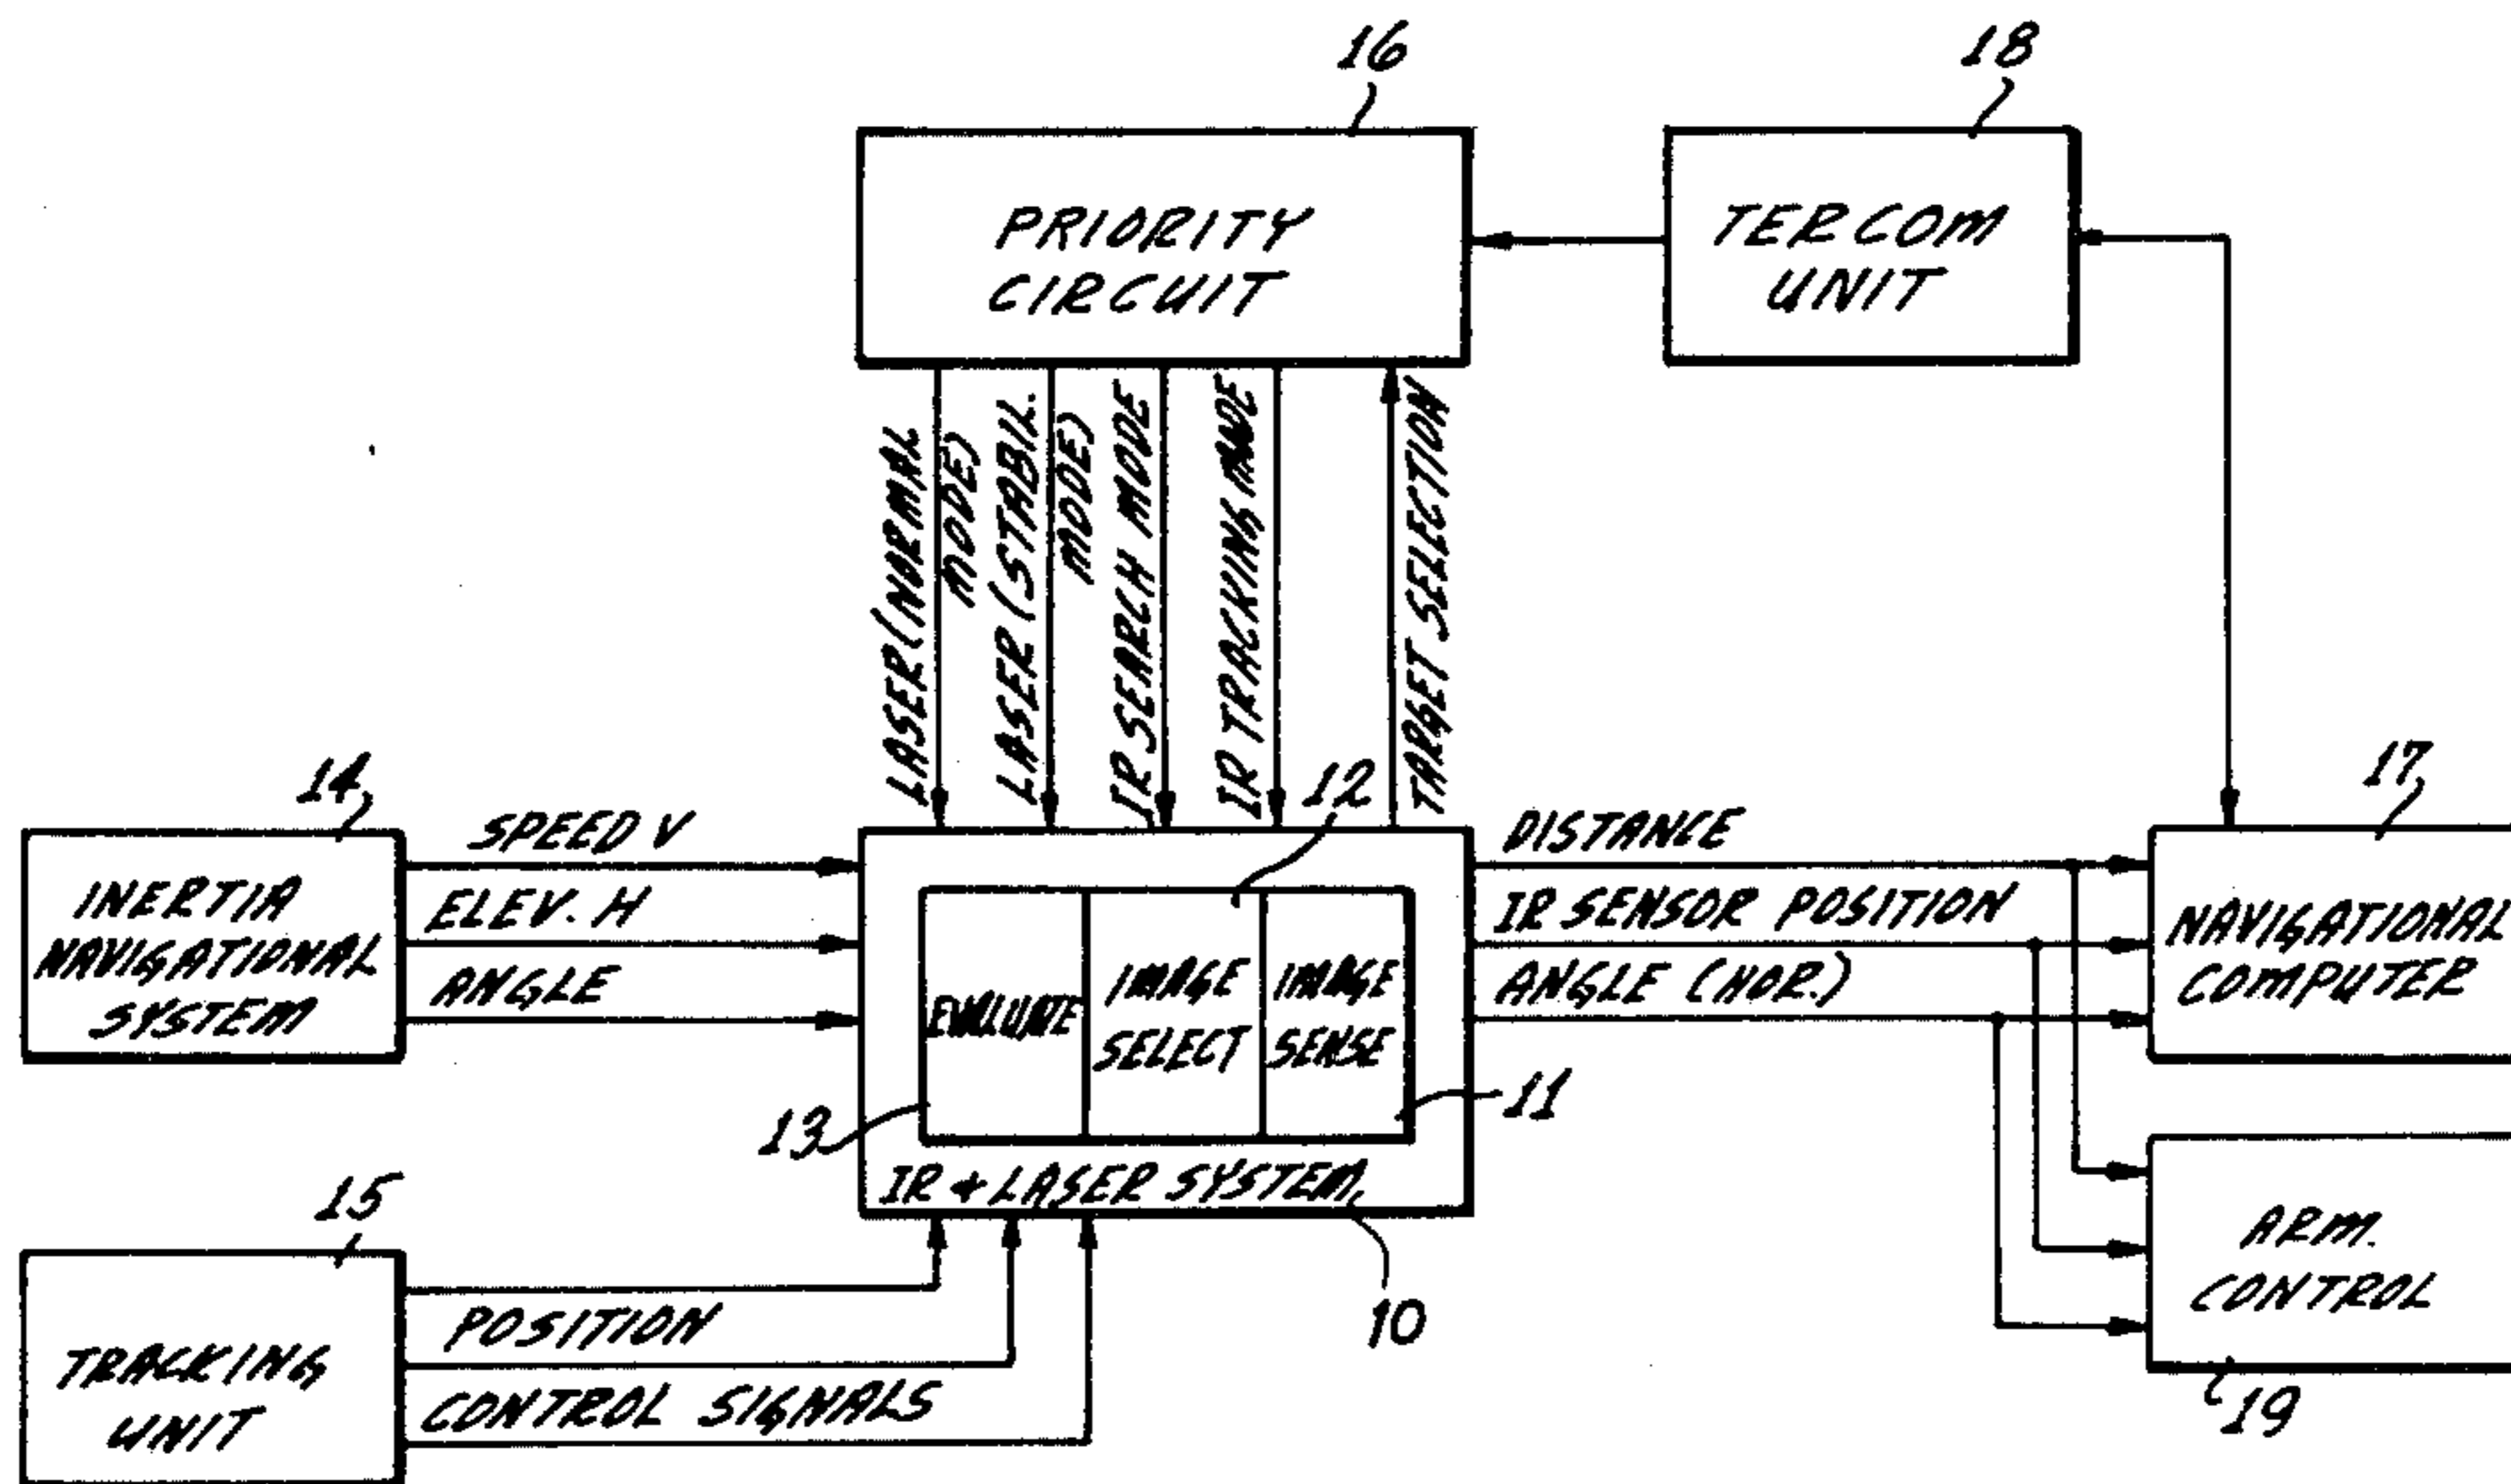 16
18
PRIORITY
CIRCUIT
TERCOM
UNIT
LASER (NORMAL
MODE)
LASER (STABIL.
MODE)
IR SEARCH MODE
IR TRACKING MODE
TARGET SELECTION
14
12
17
INERTIA
NAVIGATIONAL
SYSTEM
SPEED V
ELEV. H
ANGLE
EVALUATE
IMAGE
SELECT
IMAGE
SENSE
DISTANCE
IR SENSOR POSITION
ANGLE (HOR.)
NAVIGATIONAL
COMPUTER
13
11
IR & LASER SYSTEM
10
15
TRACKING
UNIT
POSITION
CONTROL SIGNALS
ARM.
CONTROL
19